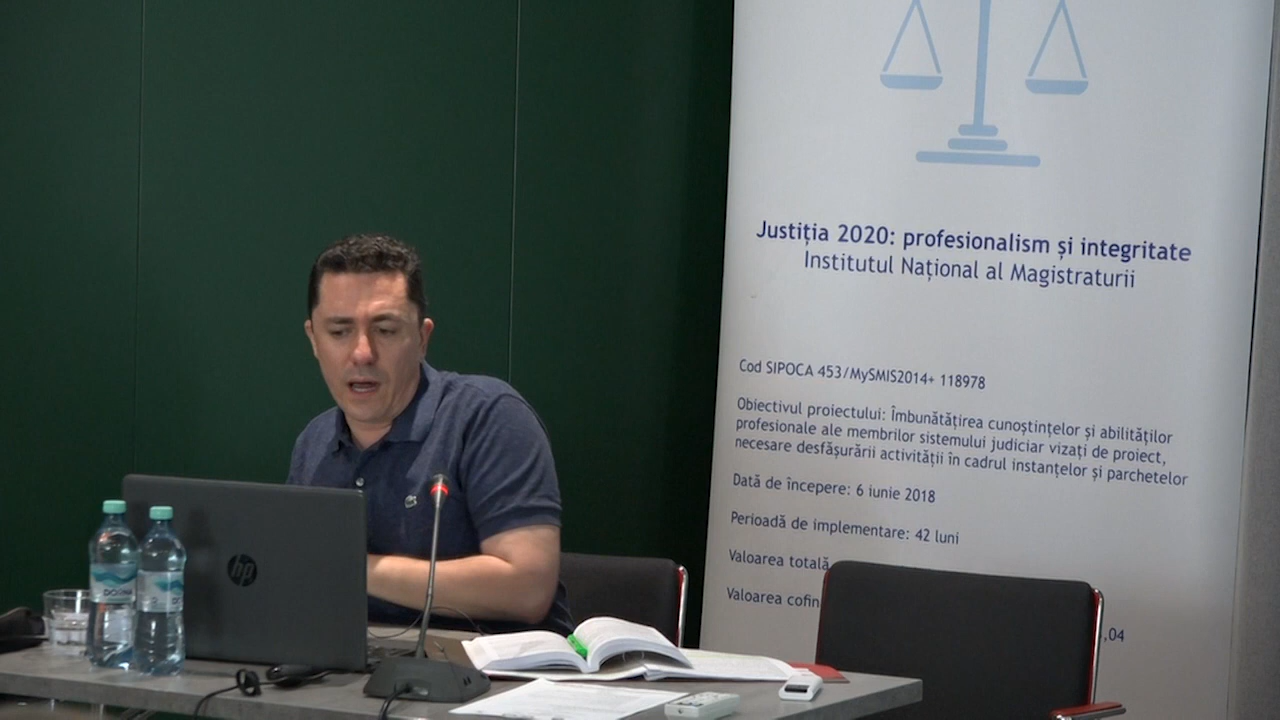 Justiția 2020: profesionalism și integritate
Institutul Național al Magistraturii
Cod SIPOCA 453/MySMIS2014+ 118978
Obiectivul proiectului: Îmbunătățirea cunoștințelor și abilităților
profesionale ale membrilor sistemului judiciar vizați de proiect,
necesare desfășurării activității în cadrul instanțelor și parchetelor
Dată de începere: 6 iunie 2018
Perioadă de implementare: 42 luni
Valoarea totală
Valoarea cofin
,04
hp
DORNA